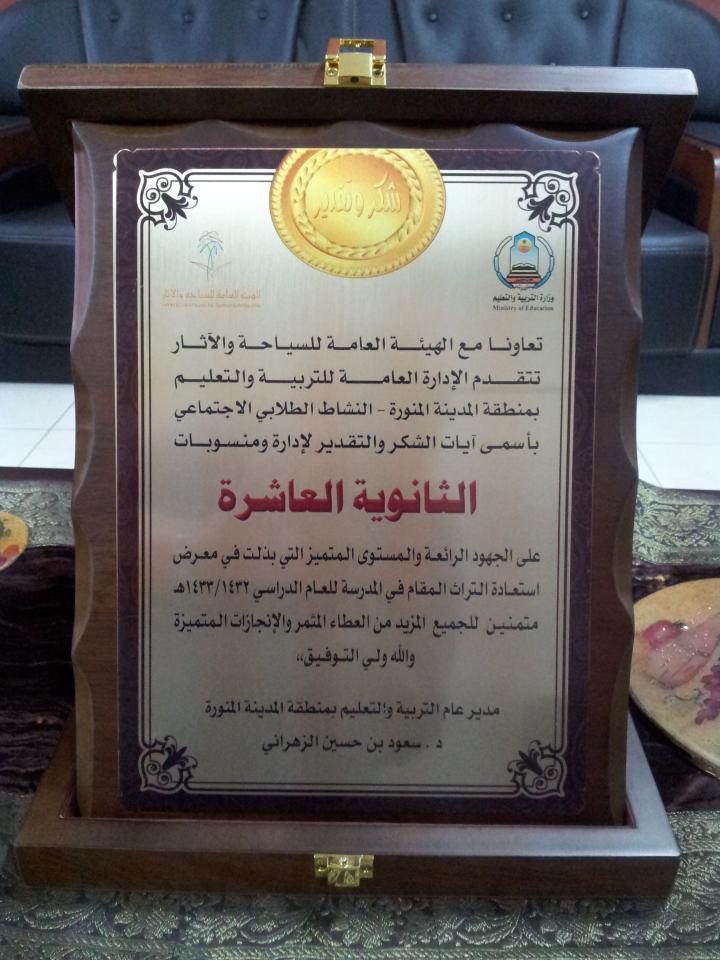 شكر وتقدير
الهيئة العامة للسياحة والآثار
وزارة التربية والتعليم
Ministry of Education
تعاونا مع الهيئة العامة للسياحة والآثار
تتقدم الإدارة العامة للتربية والتعليم
بمنطقة المدينة المنورة - النشاط الطلابي الاجتماعي
بأسمى آيات الشكر والتقدير لإدارة ومنسوبات
الثانوية العاشرة
على الجهود الرائعة والمستوى المتميز التي بذلت في معرض
استعادة التراث المقام في المدرسة للعام الدراسي ١٤٣٢/١٤٣٣هـ
متمنين للجميع المزيد من العطاء المثمر والإنجازات المتميزة
والله ولي التوفيق،،
مدير عام التربية والتعليم بمنطقة المدينة المنورة
د . سعود بن حسين الزهراني